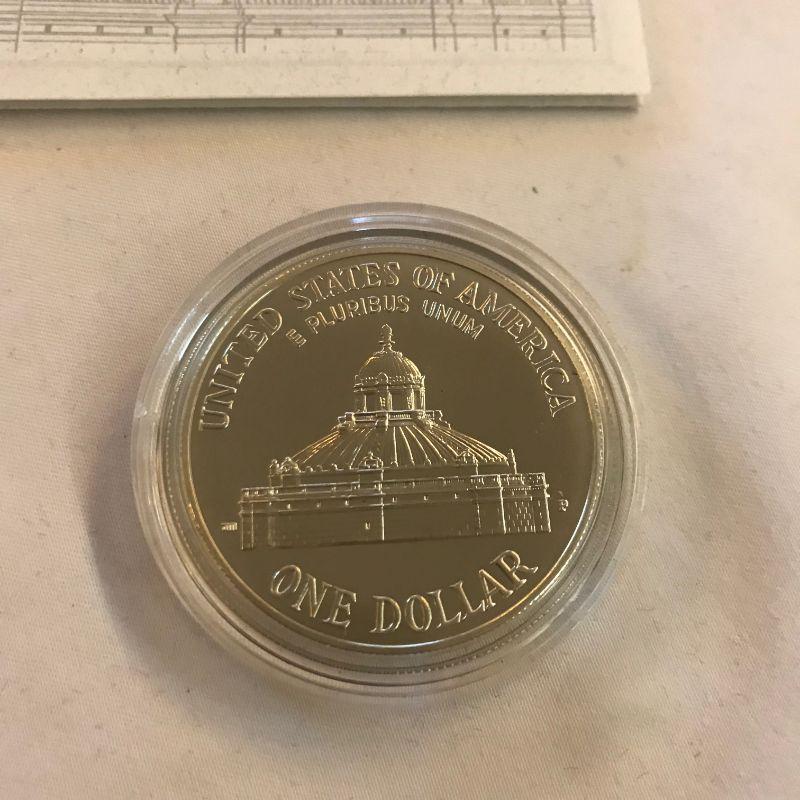 UNITED STATES OF AMERICA
E PLURIBUS UNUM
ONE DOLLAR